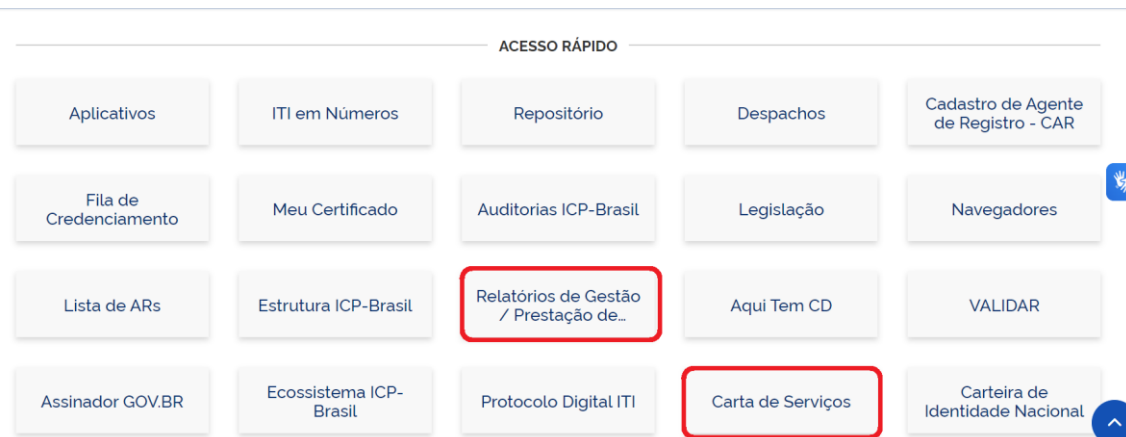 ACESSO RÁPIDO
Aplicativos
ITI em Números
Repositório
Despachos
Cadastro de Agente
de Registro - CAR
Fila de
Credenciamento
Meu Certificado
Auditorias ICP-Brasil
Legislação
Navegadores
Lista de ARs
Estrutura ICP-Brasil
Relatórios de Gestão
/ Prestação de...
Aqui Tem CD
VALIDAR
Assinador GOV.BR
Ecossistema ICP-
Brasil
Protocolo Digital ITI
Carta de Serviços
Carteira de
Identidade Nacional